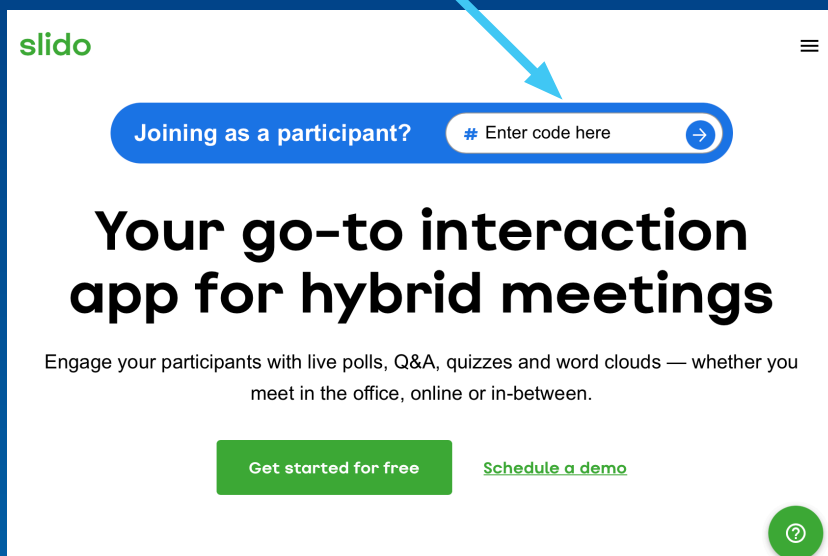 slido
Joining as a participant?
# Enter code here
Your go-to interaction
app for hybrid meetings
Engage your participants with live polls, Q&A, quizzes and word clouds — whether you
meet in the office, online or in-between.
Get started for free
Schedule a demo
?